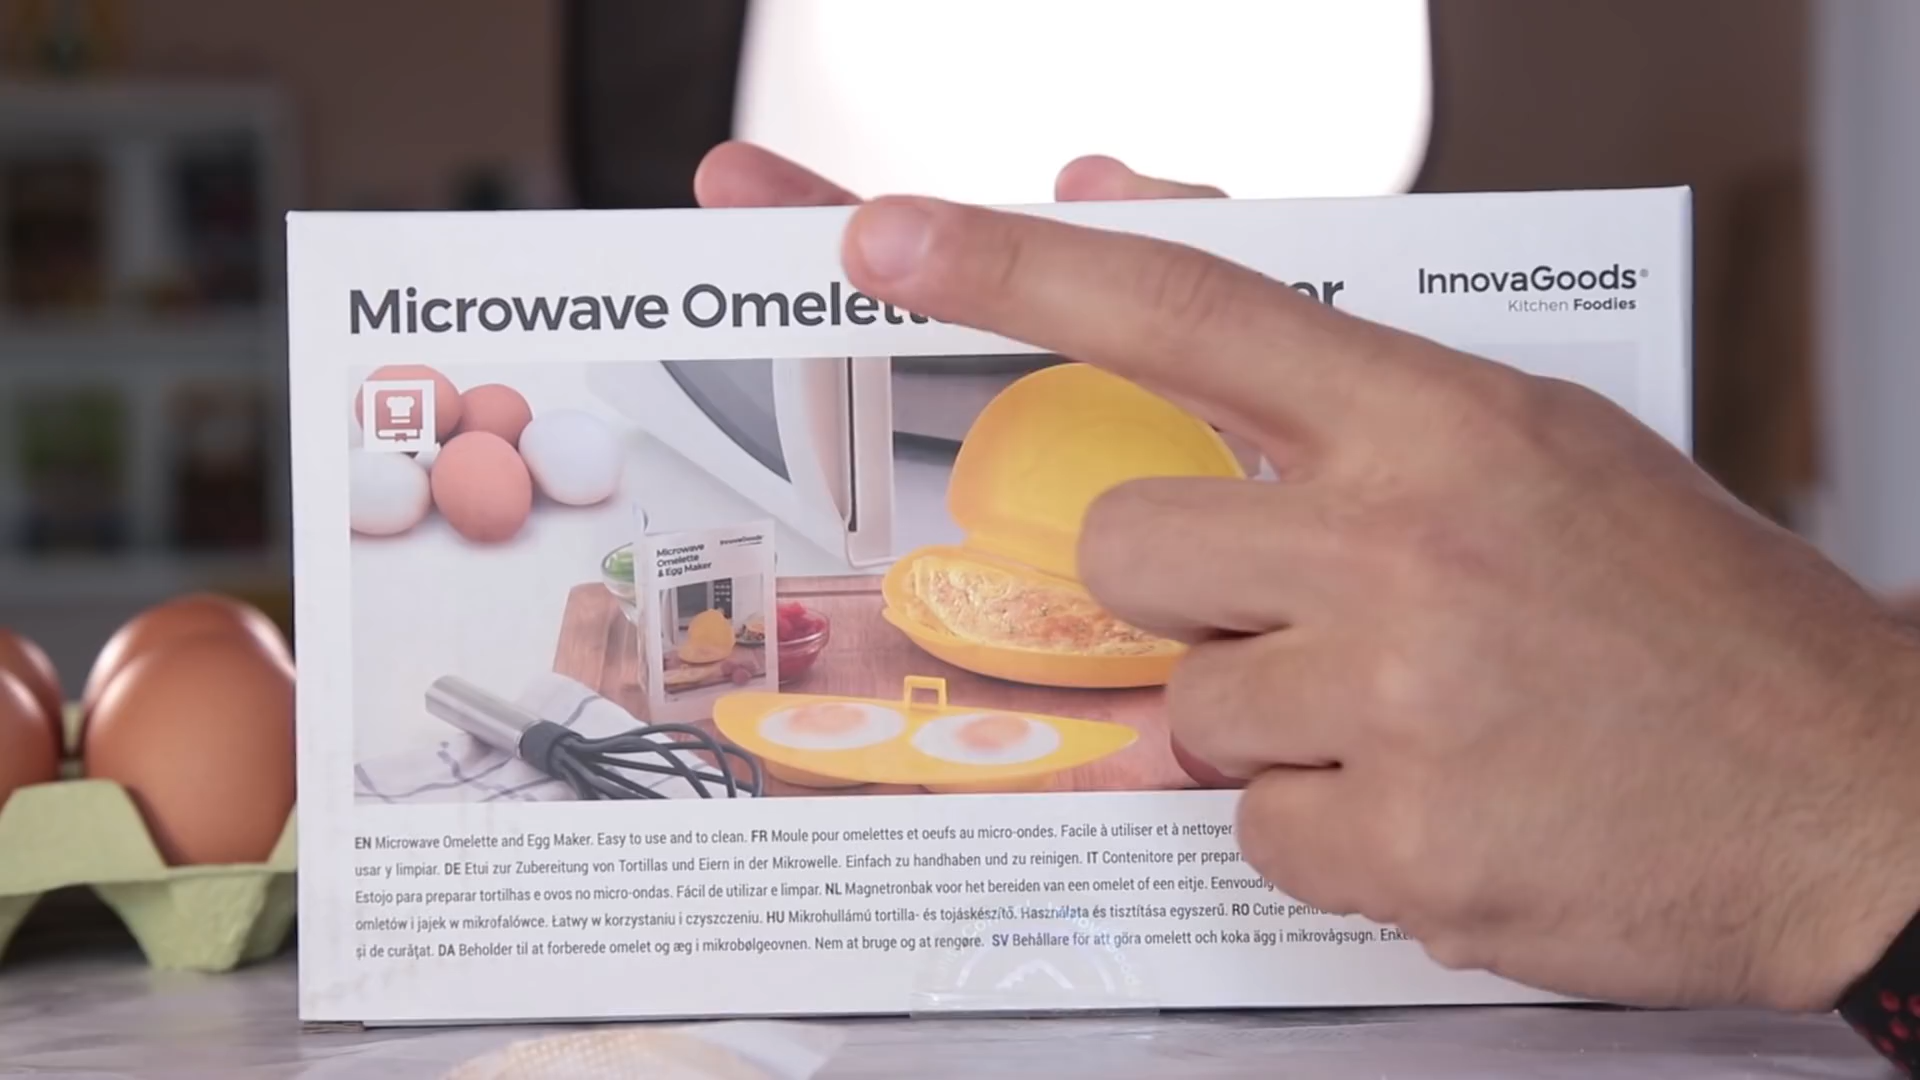 Microwave Omelett
er
InnovaGoods®
Kitchen Foodies
Microwave
Omelette
& Egg Maker
InnovaGoods
EN Microwave Omelette and Egg Maker. Easy to use and to clean. FR Moule pour omelettes et oeufs au micro-ondes. Facile à utiliser et à nettoyer
usar y limpiar. DE Etui zur Zubereitung von Tortillas und Eiern in der Mikrowelle. Einfach zu handhaben und zu reinigen. IT Contenitore per prepar
Estojo para preparar tortilhas e ovos no micro-ondas. Fácil de utilizar e limpar. NL Magnetronbak voor het bereiden van een omelet of een eitje. Eenvoudig
omletów i jajek w mikrofalówce. Łatwy w korzystaniu i czyszczeniu. HU Mikrohullámú tortilla- és tojáskészítő. Használata és tisztítása egyszerű. RO Cutie pentru
și de curățat. DA Beholder til at forberede omelet og æg i mikrobølgeovnen. Nem at bruge og at rengøre. SV Behållare för att göra omelett och koka ägg i mikrovågsugn. Enke